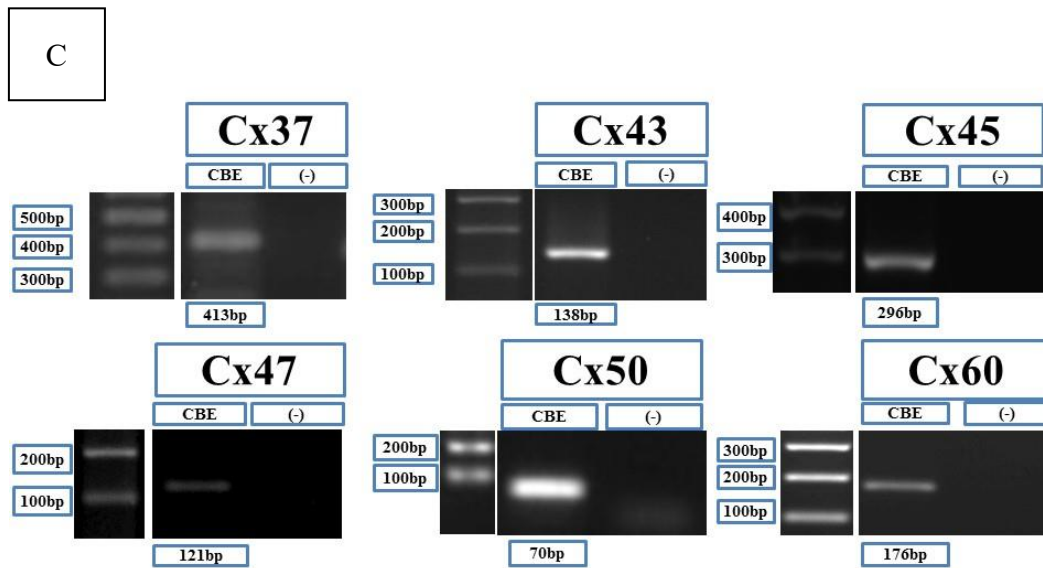 C
Cx37
CBE (-)
500bp
400bp
300bp
413bp
Cx43
CBE (-)
300bp
200bp
100bp
138bp
Cx45
CBE (-)
400bp
300bp
296bp
Cx47
CBE (-)
200bp
100bp
121bp
Cx50
CBE (-)
200bp
100bp
70bp
Cx60
CBE (-)
300bp
200bp
100bp
176bp